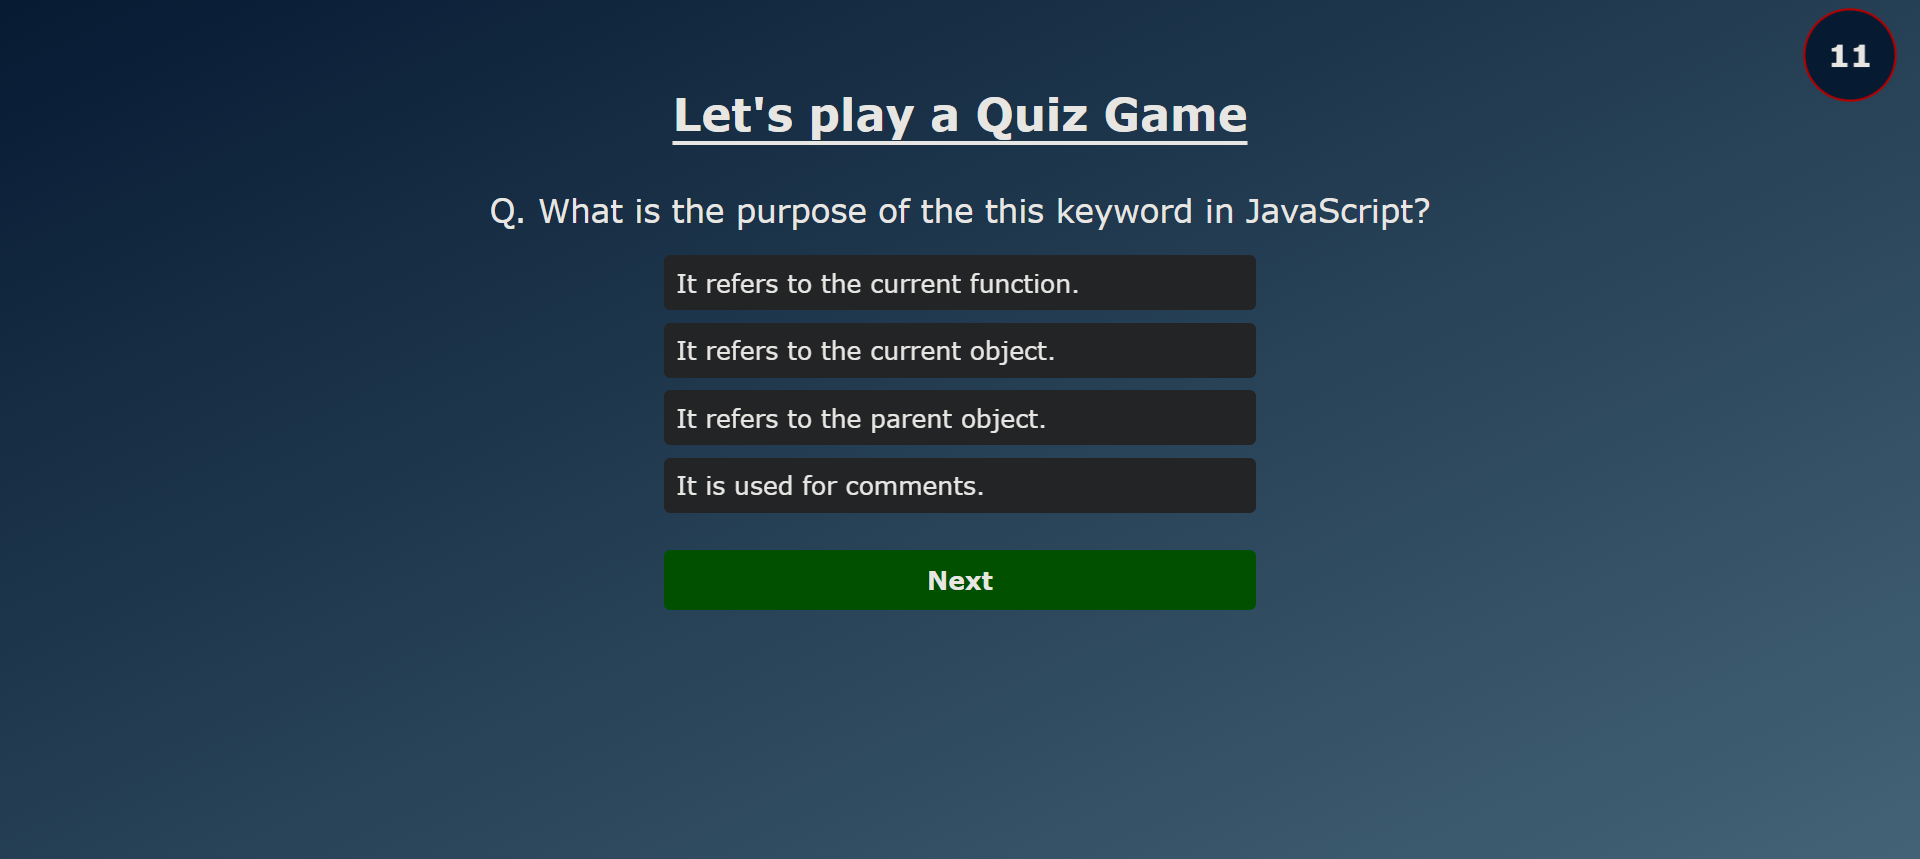 11
Let's play a Quiz Game
Q. What is the purpose of the this keyword in JavaScript?
It refers to the current function.
It refers to the current object.
It refers to the parent object.
It is used for comments.
Next